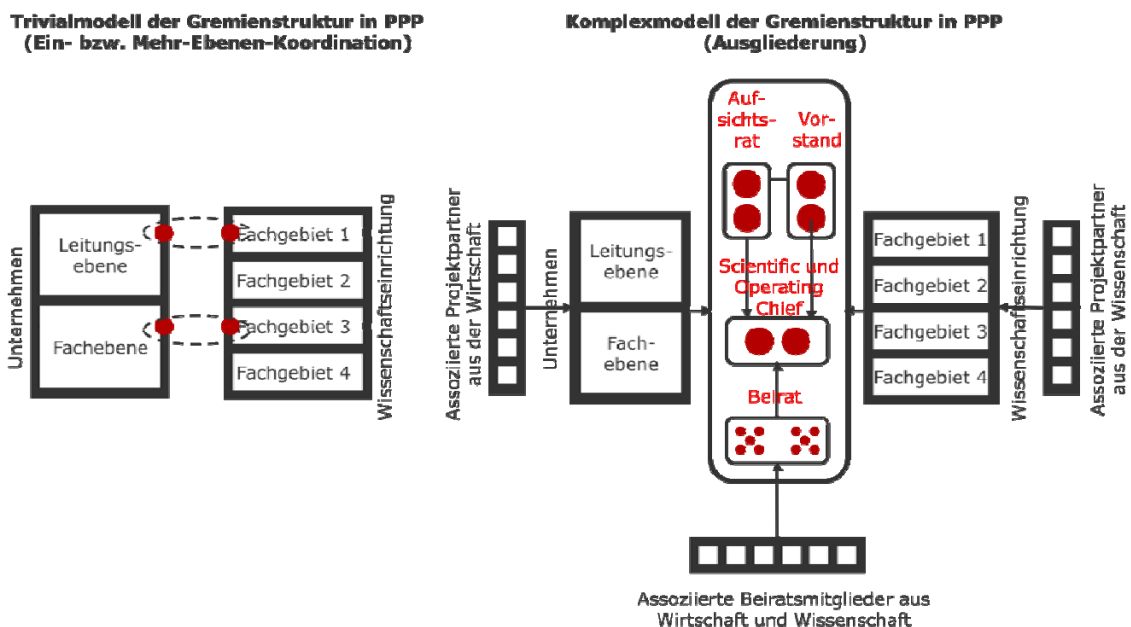 Trivialmodell der Gremienstruktur in PPP
(Ein- bzw. Mehr-Ebenen-Koordination)
Unternehmen
Leitungs-
ebene
Fachebene
Fachgebiet 1
Fachgebiet 2
Fachgebiet 3
Fachgebiet 4
Wissenschaftseinrichtung
Komplexmodell der Gremienstruktur in PPP
(Ausgliederung)
Assoziierte Projektpartner
aus der Wirtschaft
Unternehmen
Leitungs-
ebene
Fach-
ebene
Auf-
sichts-
rat
Vor-
stand
Scientific und
Operating
Chief
Beirat
Fachgebiet 1
Fachgebiet 2
Fachgebiet 3
Fachgebiet 4
Wissenschaftseinrichtung
Assoziierte Projektpartner
aus der Wissenschaft
Assoziierte Beiratsmitglieder aus
Wirtschaft und Wissenschaft